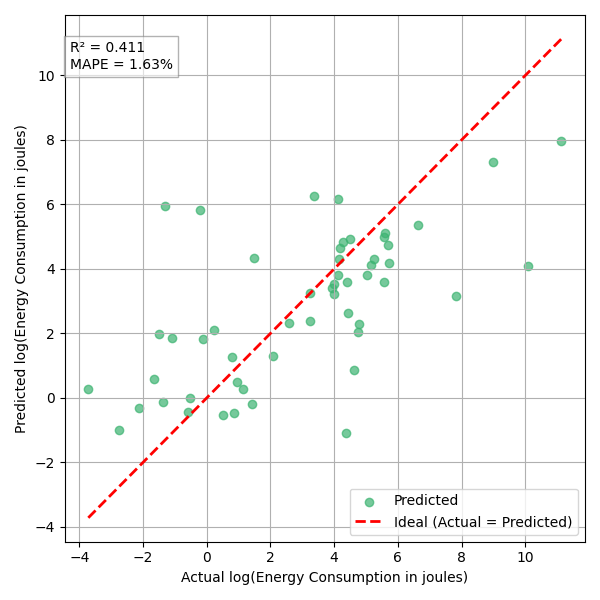 R² = 0.411
MAPE = 1.63%
10
8
6
4
2
0
−2
−4
−4
−2
0
2
4
6
8
10
Predicted log(Energy Consumption in joules)
Actual log(Energy Consumption in joules)
Predicted
Ideal (Actual = Predicted)